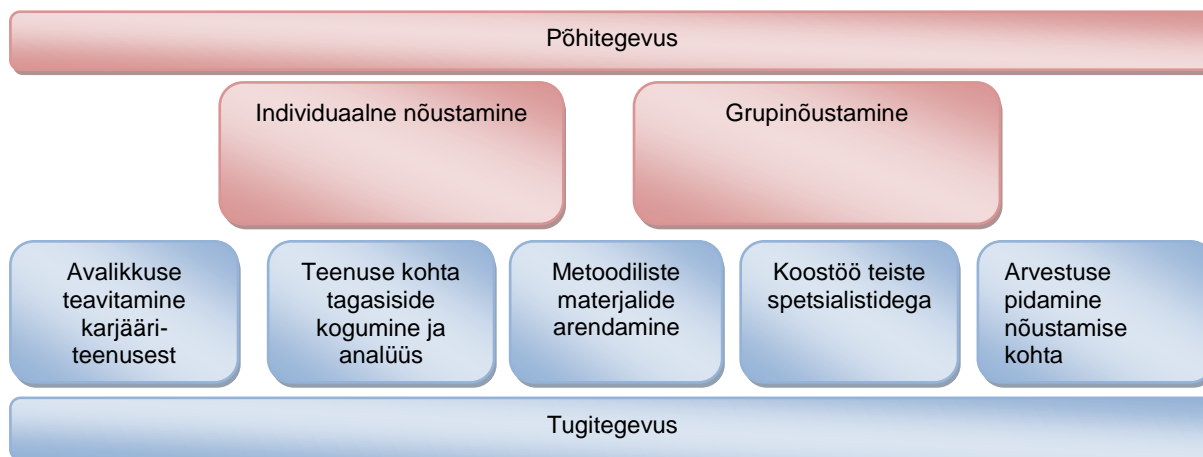 Põhitegevus
Individuaalne nõustamine
Grupinõustamine
Avalikkuse
teavitamine
karjääri-
teenusest
Teenuse kohta
tagasiside
kogumine ja
analüüs
Metoodiliste
materjalide
arendamine
Koostöö teiste
spetsialistidega
Arvestuse
pidamine
nõustamise
kohta
Tugitegevus